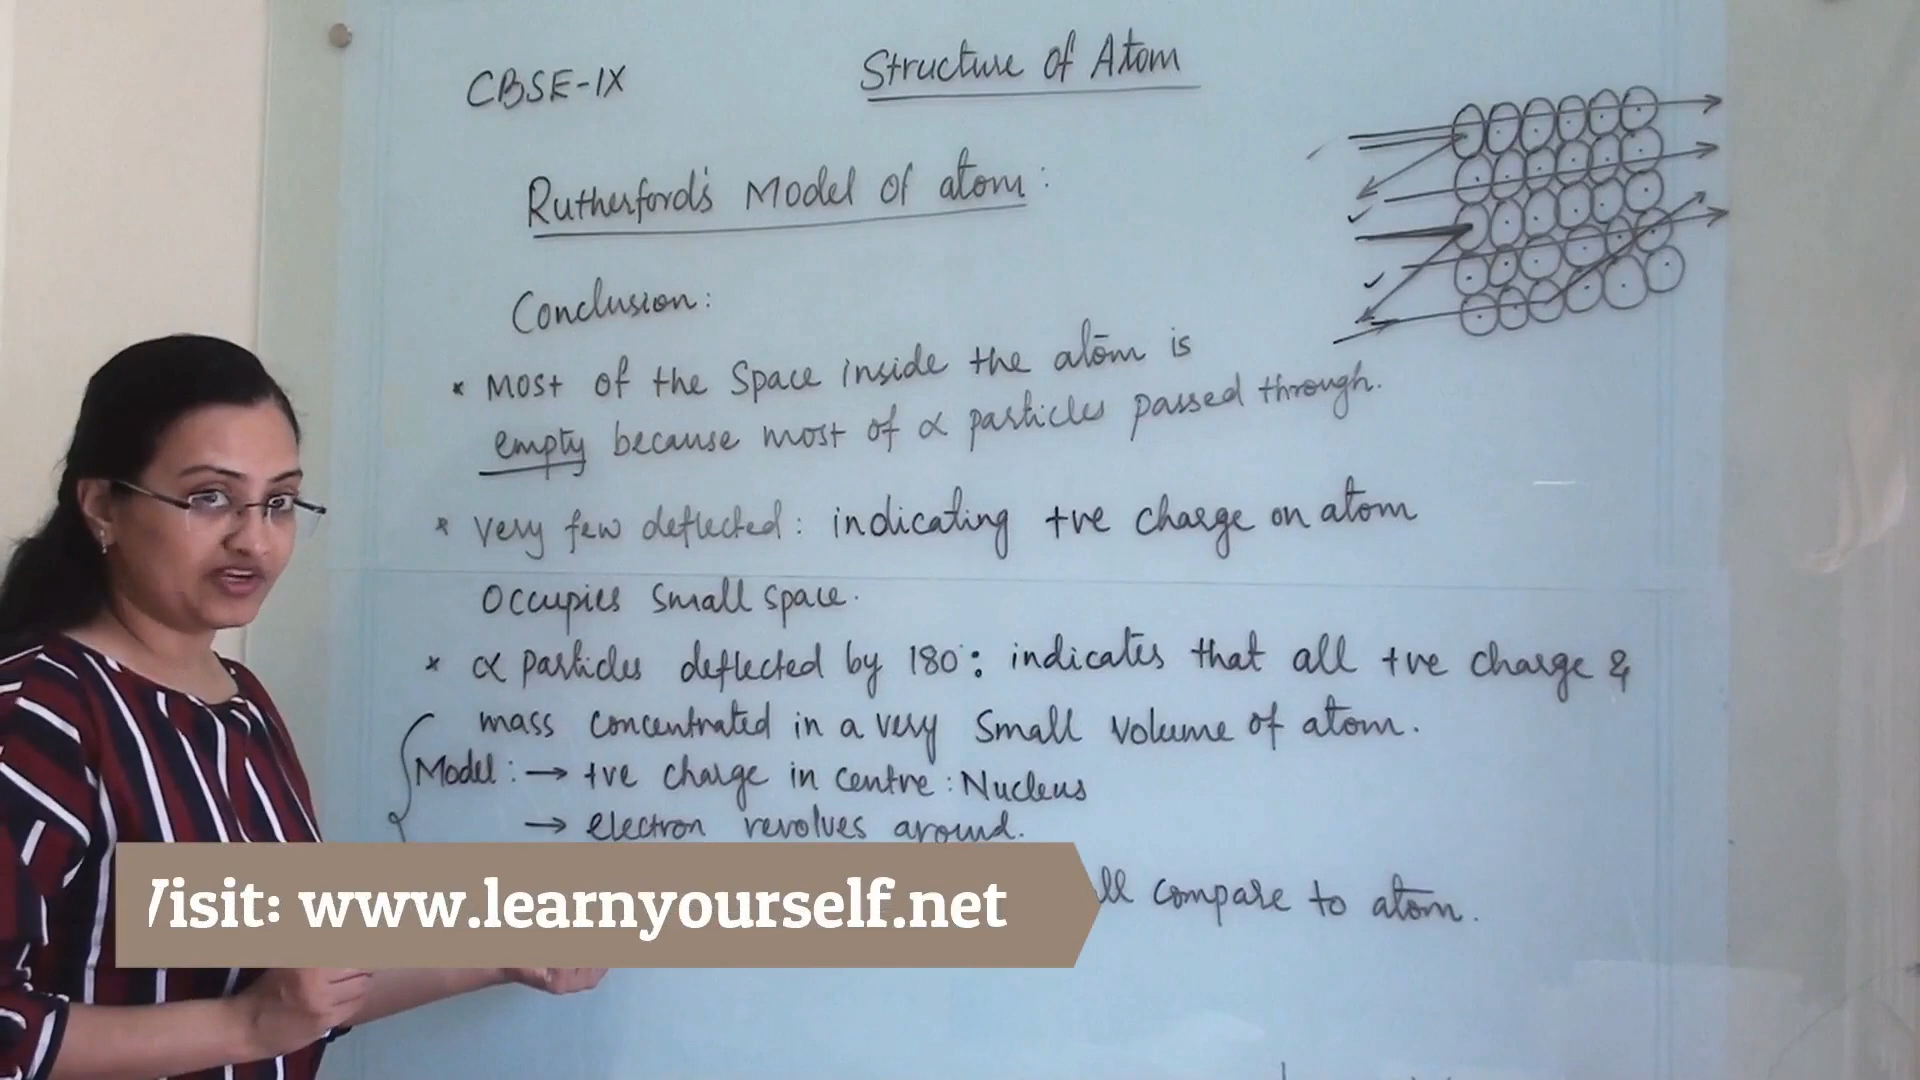 CBSE-IX
Structure of Atom
Rutherford's Model of atom:
Conclusion:
* Most of the Space inside the atom is
empty because most of α particles passed through.
* Very few deflected: indicating +ve charge on atom
Occupies Small space.
* α particles deflected by 180°: indicates that all +ve charge &
mass concentrated in a very Small Volume of atom.
Model: → +ve charge in centre: Nucleus
→ electron revolves around.
compare to atom.
Visit: www.learnyourself.net